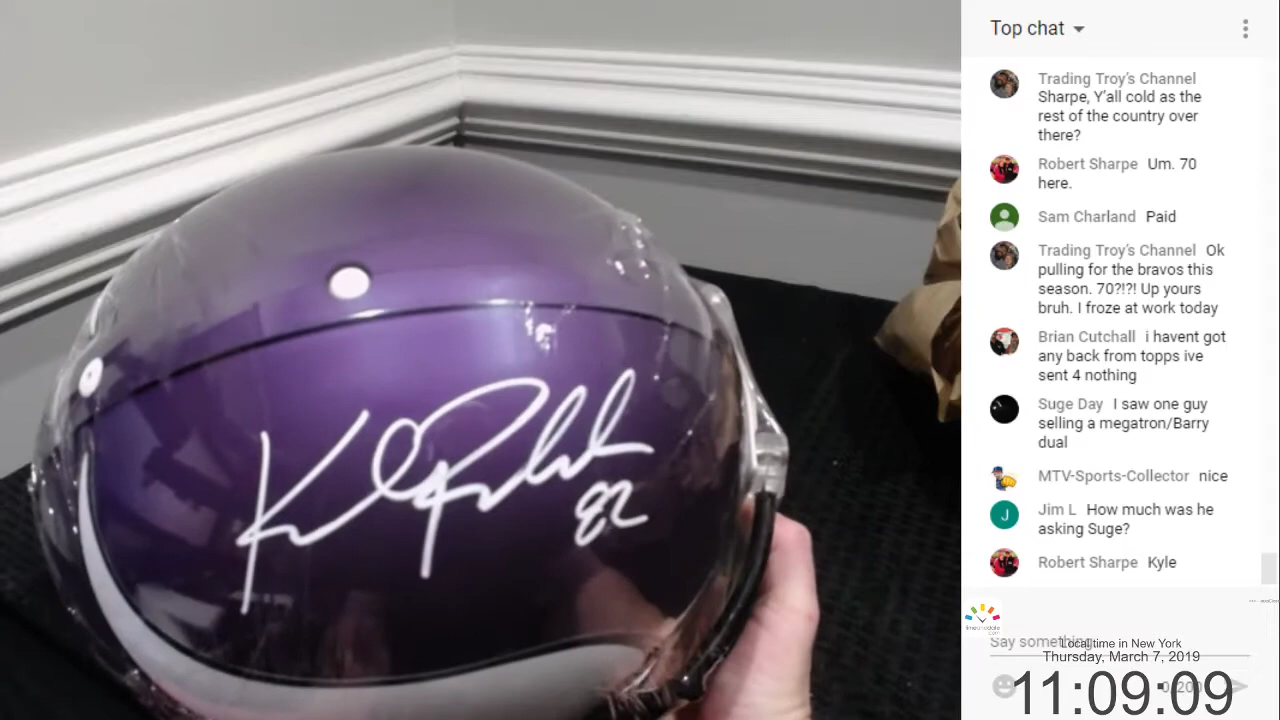 Top chat
Trading Troy's Channel
Sharpe, Y'all cold as the
rest of the country over
there?
Robert Sharpe Um. 70
here.
Sam Charland Paid
Trading Troy's Channel Ok
pulling for the bravos this
season. 70?!?! Up yours
bruh. I froze at work today
Brian Cutchall i havent got
any back from topps ive
sent 4 nothing
Suge Day I saw one guy
selling a megatron/Barry
dual
MTV-Sports-Collector nice
J Jim L How much was he
asking Suge?
Robert Sharpe Kyle
82
Say something...
Local time in New York
Thursday, March 7, 2019
0/200
11:09:09